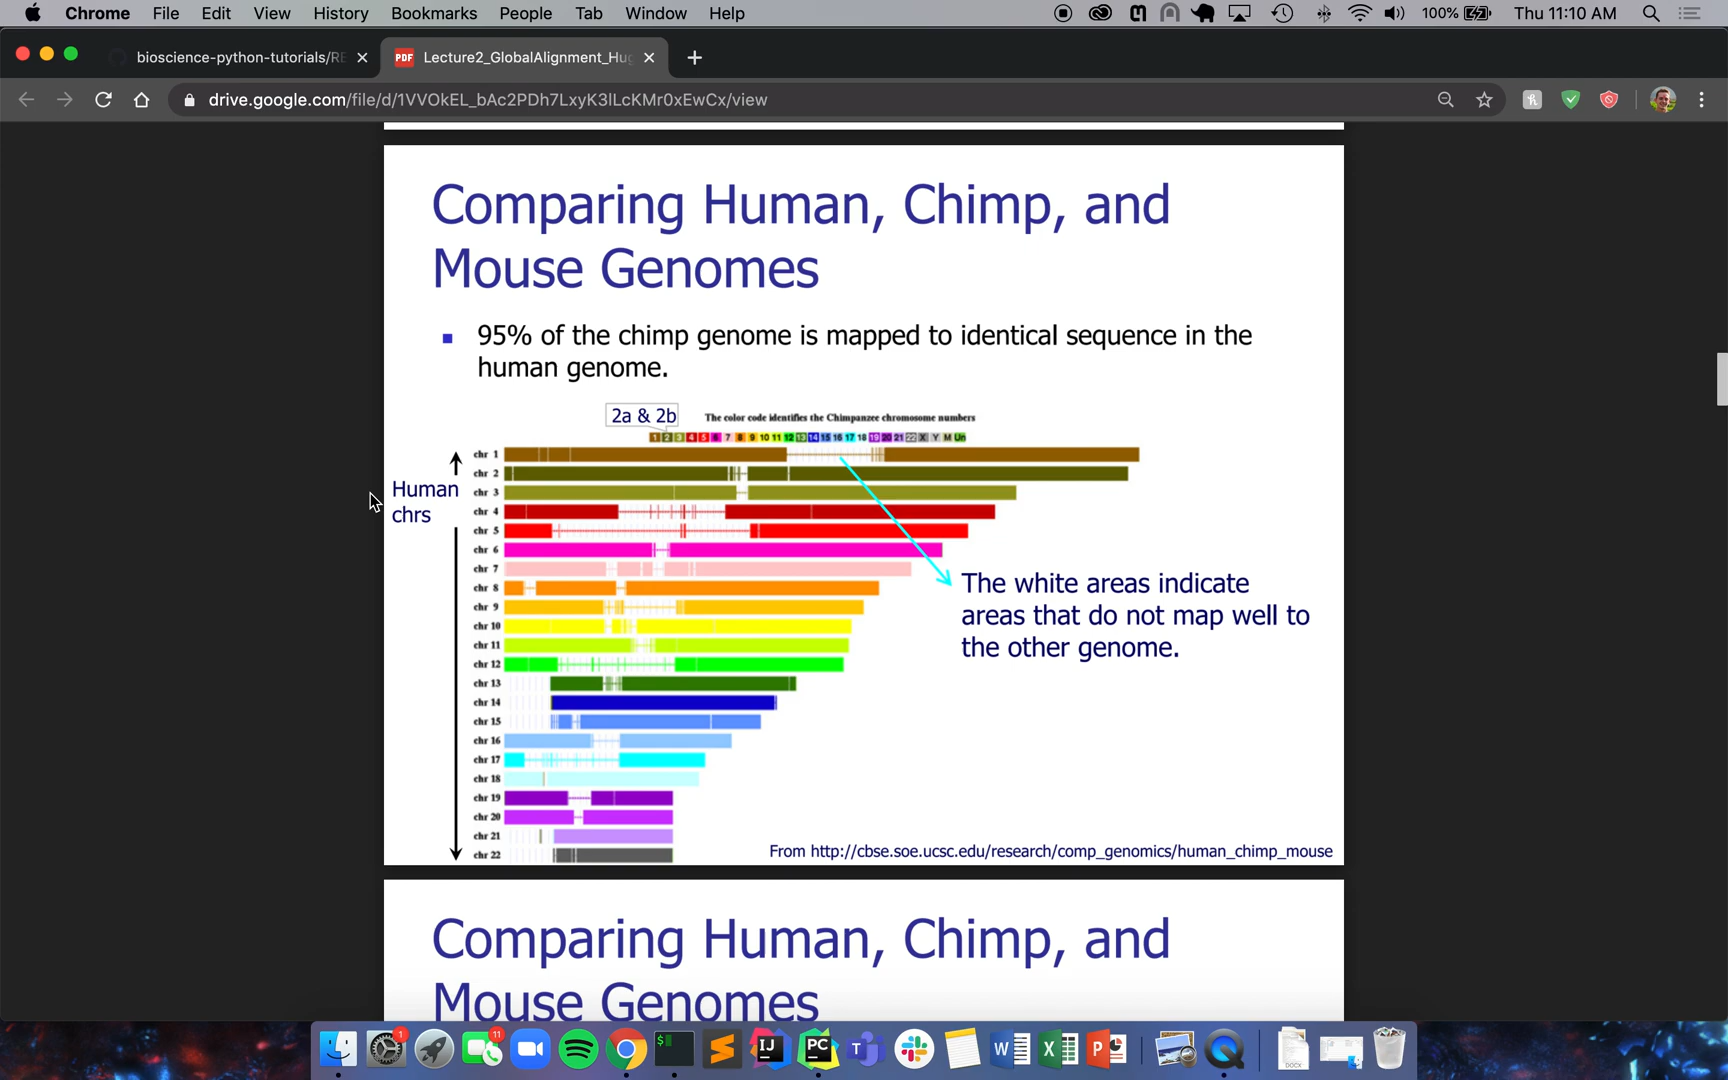 Chrome File Edit View History Bookmarks People Tab Window Help 100% Thu 11:10 AM
bioscience-python-tutorials/RE
PDF Lecture2_GlobalAlignment_Hug
drive.google.com/file/d/1VVOkEL_bAc2PDh7LxyK3lLcKMr0xEwCx/view
Comparing Human, Chimp, and
Mouse Genomes
95% of the chimp genome is mapped to identical sequence in the
human genome.
2a & 2b
The color code identifies the Chimpanzee chromosome numbers
1 2 3 4 5 6 7 8 9 10 11 12 13 14 15 16 17 18 19 20 21 22 X Y M Un
Human
chrs
chr 1
chr 2
chr 3
chr 4
chr 5
chr 6
chr 7
chr 8
chr 9
chr 10
chr 11
chr 12
chr 13
chr 14
chr 15
chr 16
chr 17
chr 18
chr 19
chr 20
chr 21
chr 22
The white areas indicate
areas that do not map well to
the other genome.
From http://cbse.soe.ucsc.edu/research/comp_genomics/human_chimp_mouse
Comparing Human, Chimp, and
Mouse Genomes
1
11
$
IJ
PC
W
X
P
DOCX